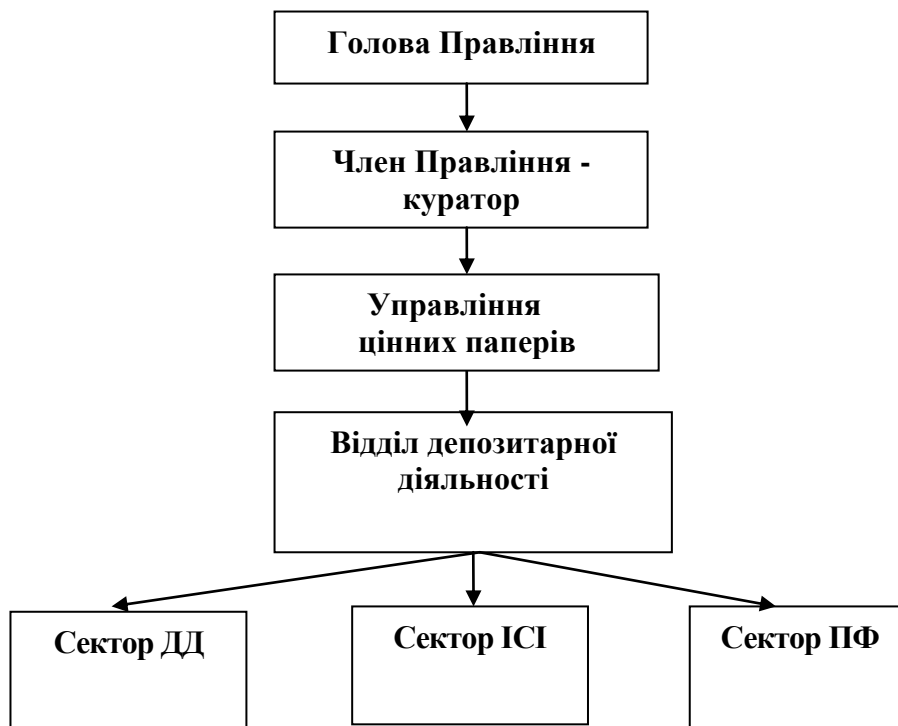 Голова Правління
Член Правління -
куратор
Управління
цінних паперів
Відділ депозитарної
діяльності
Сектор ДД
Сектор ІСІ
Сектор ПФ